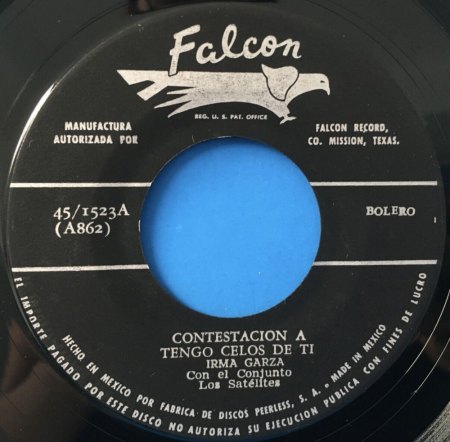 Falcon
REG. U. S. PAT. OFFICE
MANUFACTURA
AUTORIZADA POR
FALCON RECORD,
CO. MISSION, TEXAS.
45/1523A
(A862)
BOLERO
CONTESTACION A
TENGO CELOS DE TI
IRMA GARZA
Con el Conjunto
Los Satélites
HECHO EN MEXICO POR FABRICA DE DISCOS PEERLESS, S. A. - MADE IN MEXICO
EL IMPORTE PAGADO POR ESTE DISCO NO AUTORIZA SU EJECUCION PUBLICA CON FINES DE LUCRO